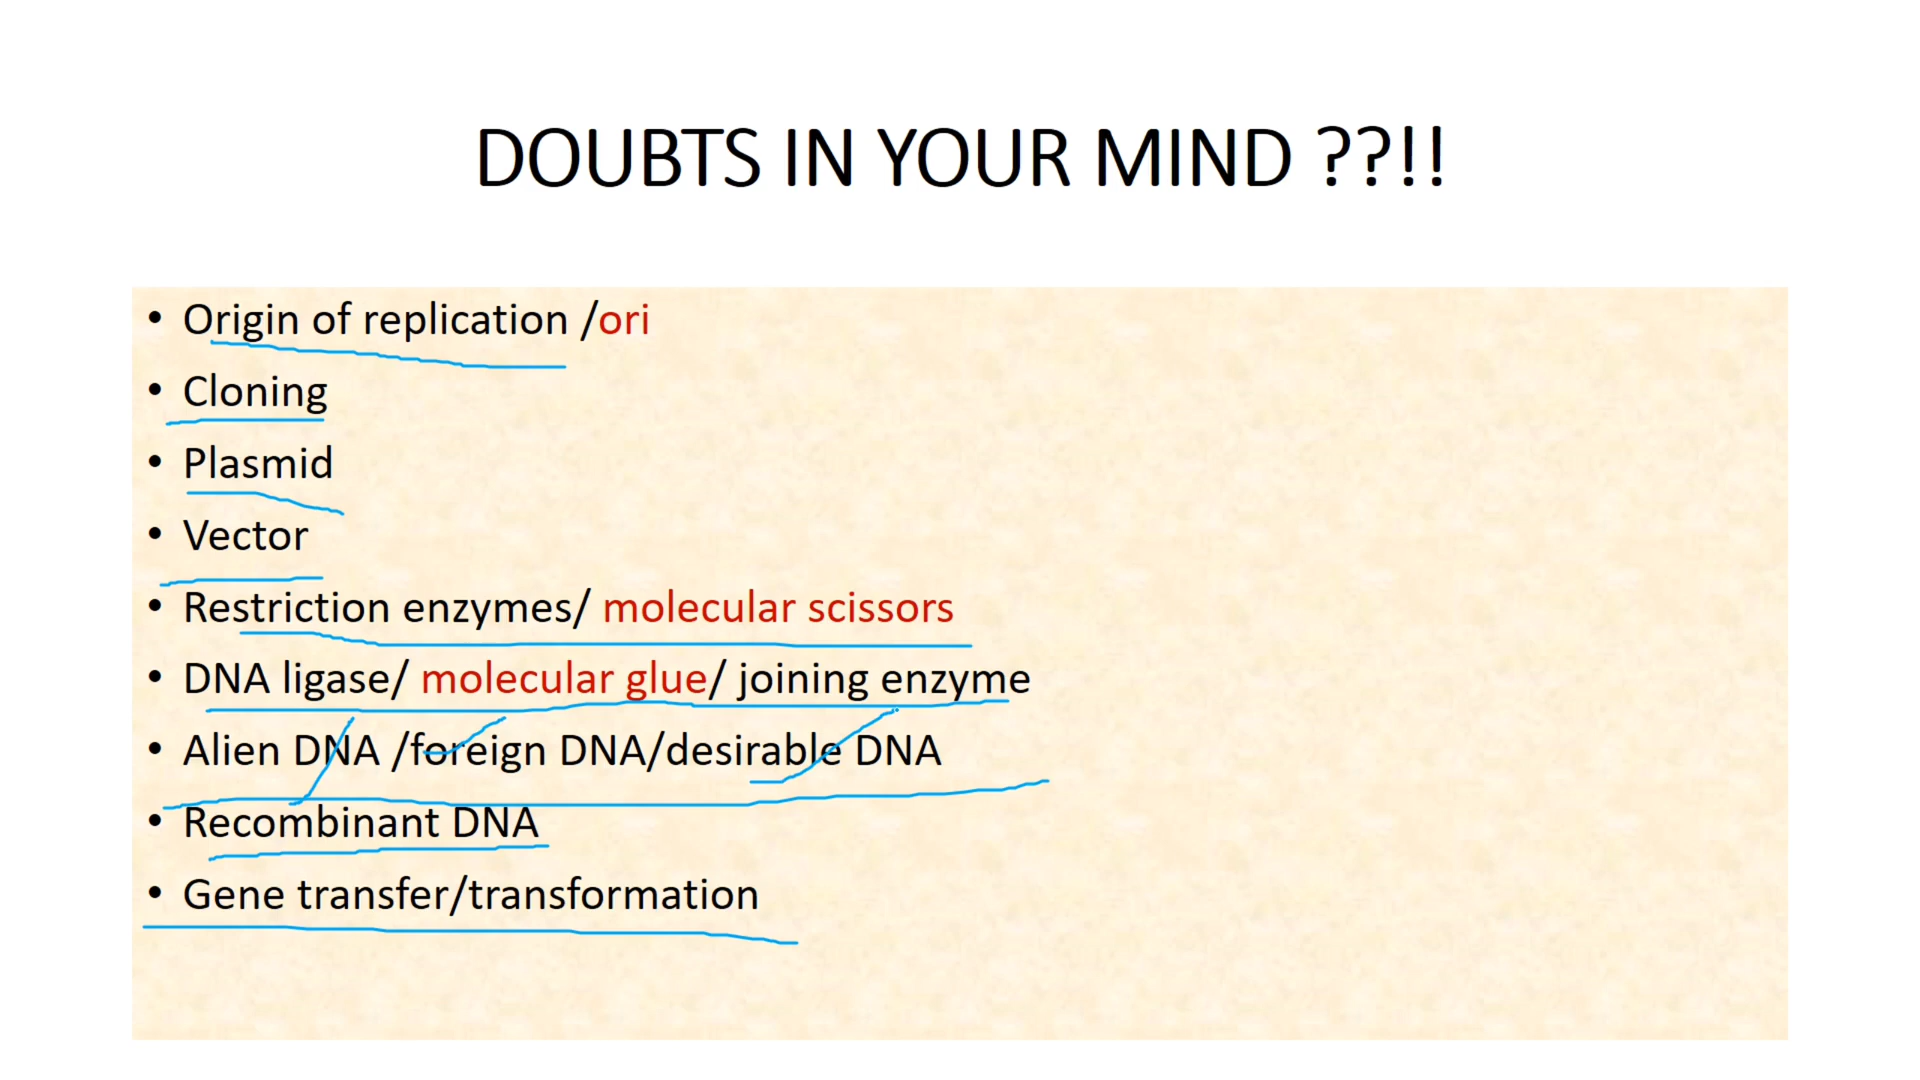 DOUBTS IN YOUR MIND ??!!
• Origin of replication /ori
• Cloning
• Plasmid
• Vector
• Restriction enzymes/ molecular scissors
• DNA ligase/ molecular glue/ joining enzyme
• Alien DNA /foreign DNA/desirable DNA
• Recombinant DNA
• Gene transfer/transformation